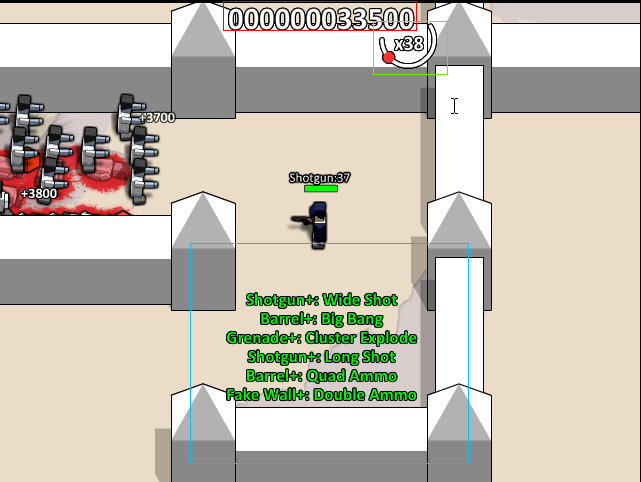 000000033500
x38
+3700
Shotgun:37
+3800
Shotgun+: Wide Shot
Barrel+: Big Bang
Grenade+: Cluster Explode
Shotgun+: Long Shot
Barrel+: Quad Ammo
Fake Wall+: Double Ammo